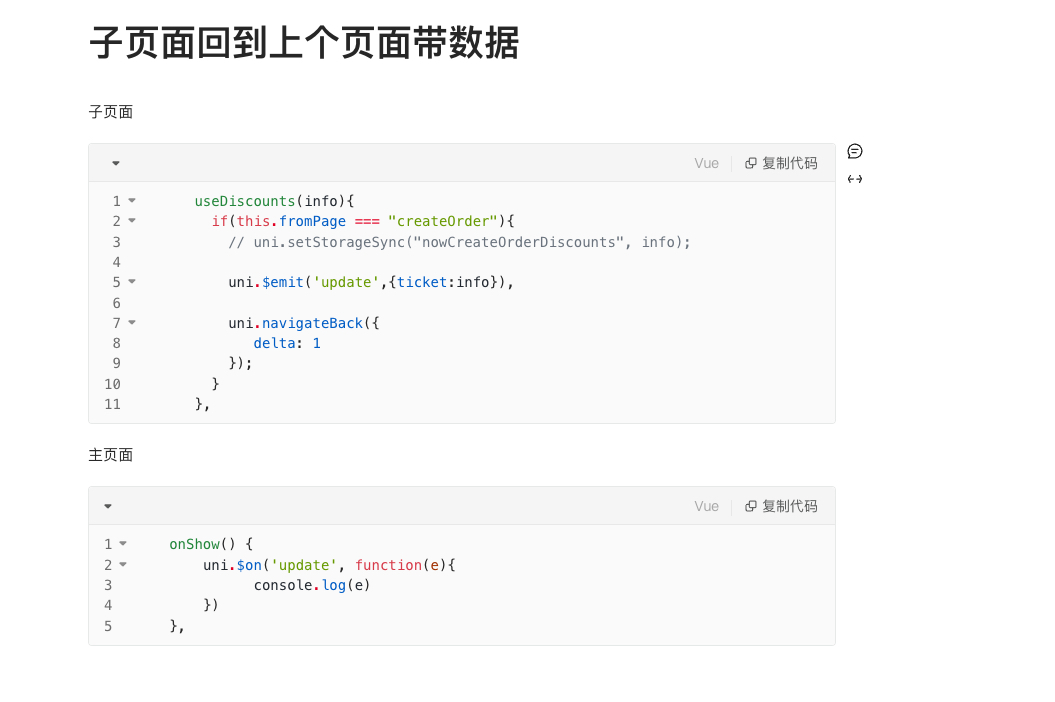 子页面回到上个页面带数据
子页面
Vue 复制代码
1 useDiscounts(info){
2 if(this.fromPage === "createOrder"){
3 // uni.setStorageSync("nowCreateOrderDiscounts", info);
4
5 uni.$emit('update',{ticket:info}),
6
7 uni.navigateBack({
8 delta: 1
9 });
10 }
11 },
主页面
Vue 复制代码
1 onShow() {
2 uni.$on('update', function(e){
3 console.log(e)
4 })
5 },